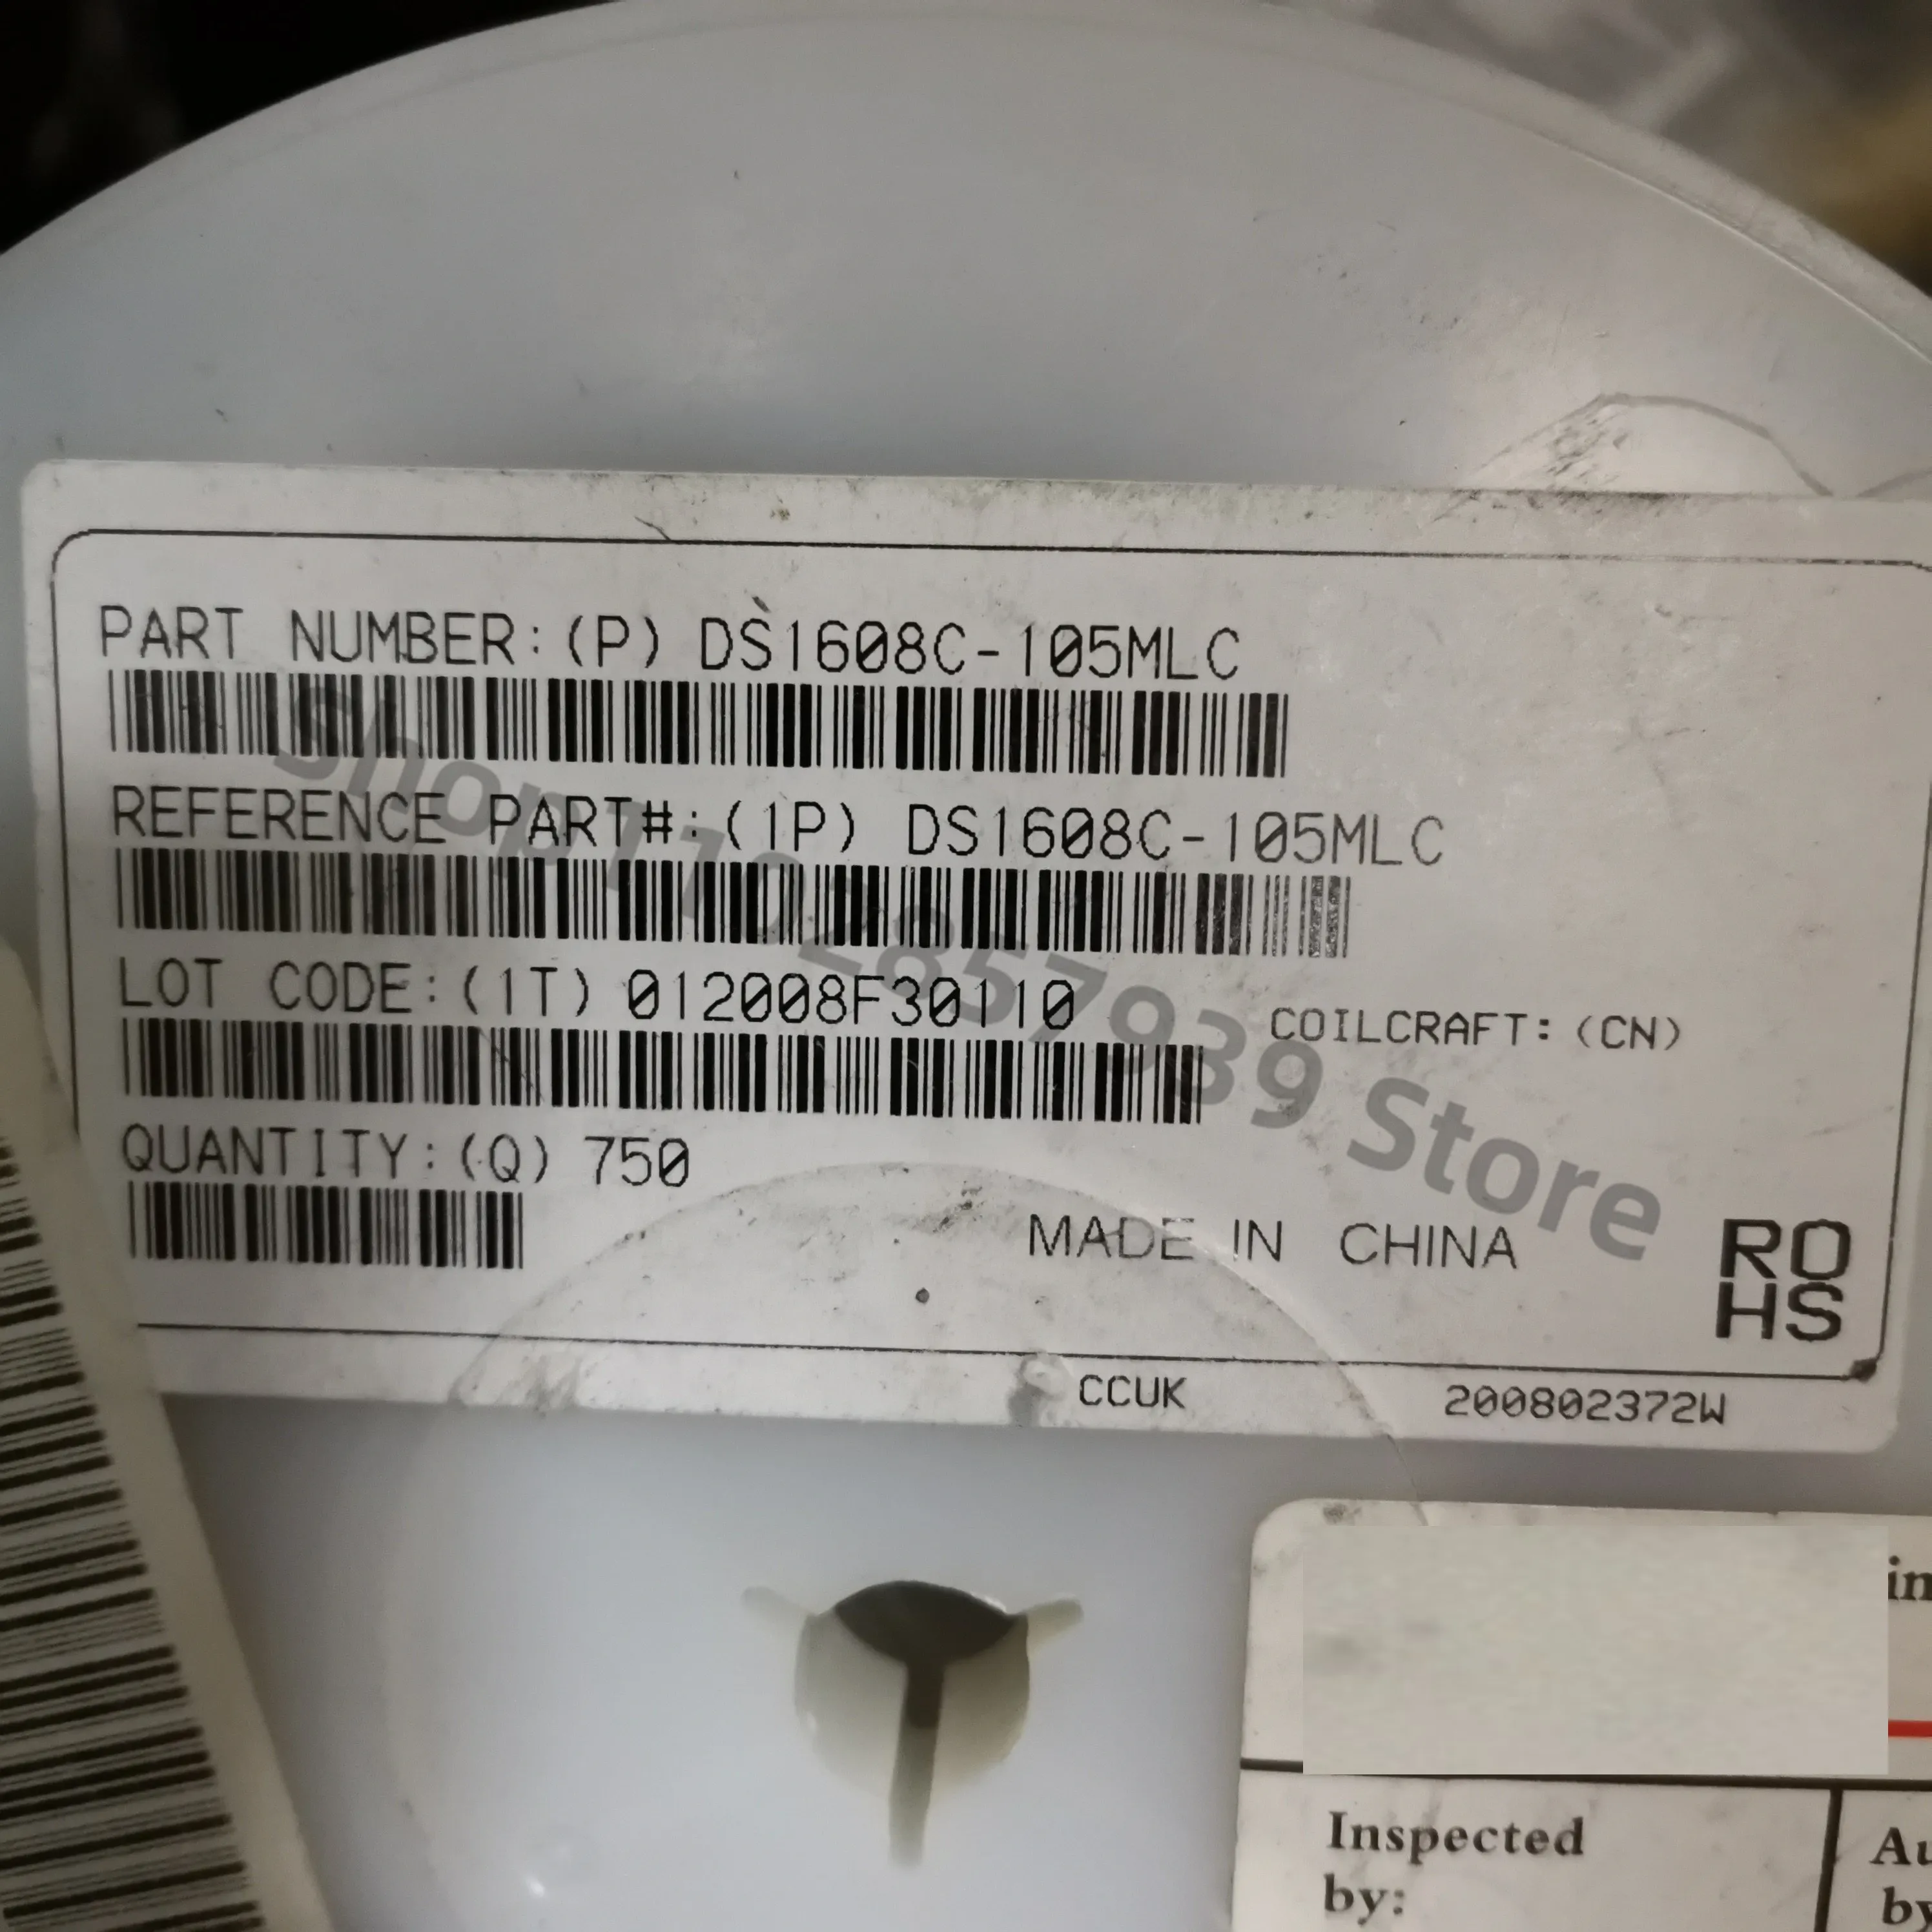 PART NUMBER:(P) DS1608C-105MLC
REFERENCE PART#:(1P) DS1608C-105MLC
LOT CODE:(1T) 012008F30110
COILCRAFT:(CN)
QUANTITY:(Q) 750
MADE IN CHINA
RO
HS
CCUK
200802372W
shop1102857939 Store
Inspected
by: